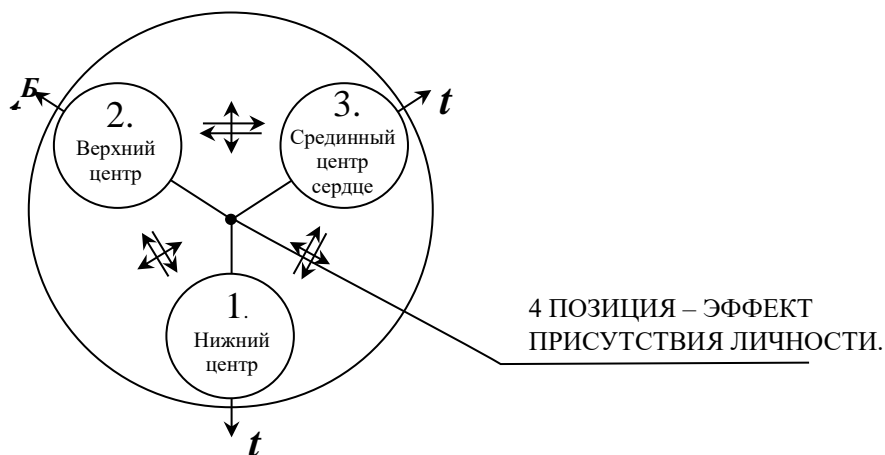 Б
2.
Верхний
центр
3.
Срединный
центр
сердце
t
1.
Нижний
центр
t
4 ПОЗИЦИЯ – ЭФФЕКТ
ПРИСУТСТВИЯ ЛИЧНОСТИ.